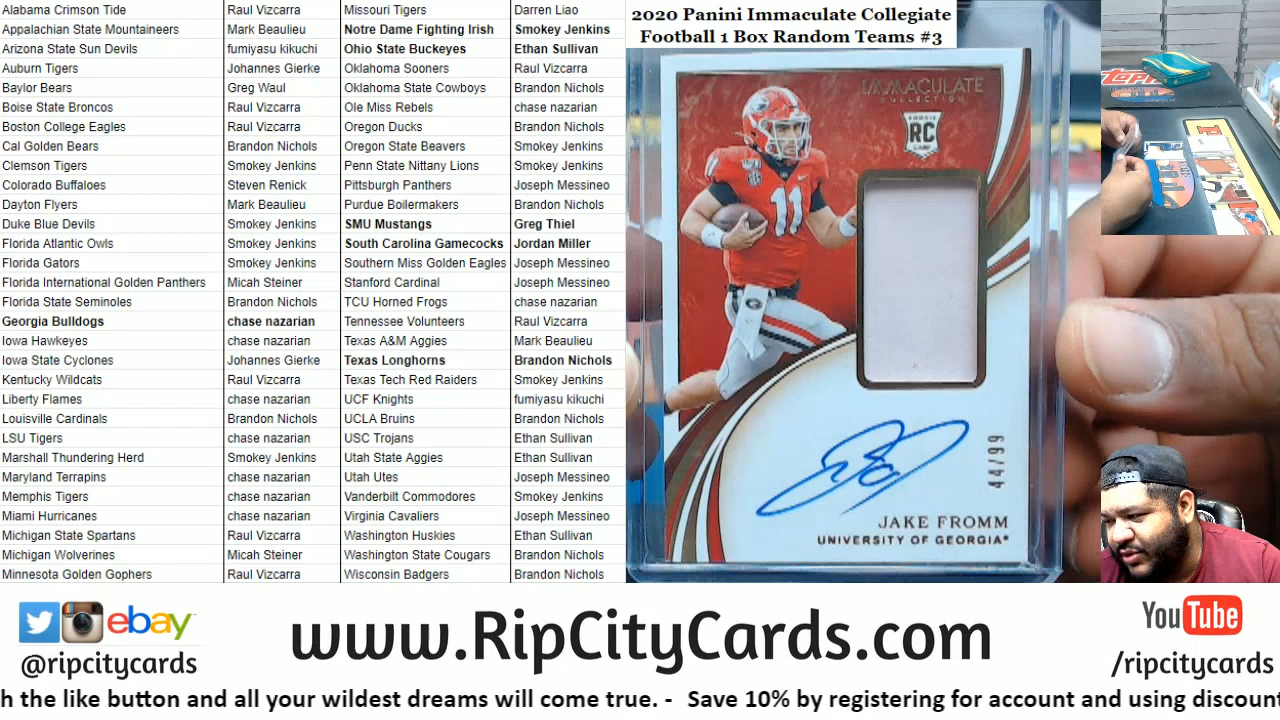 Alabama Crimson Tide Raul Vizcarra Missouri Tigers Darren Liao
Appalachian State Mountaineers Mark Beaulieu Notre Dame Fighting Irish Smokey Jenkins
Arizona State Sun Devils fumiyasu kikuchi Ohio State Buckeyes Ethan Sullivan
Auburn Tigers Johannes Gierke Oklahoma Sooners Raul Vizcarra
Baylor Bears Greg Waul Oklahoma State Cowboys Brandon Nichols
Boise State Broncos Raul Vizcarra Ole Miss Rebels chase nazarian
Boston College Eagles Raul Vizcarra Oregon Ducks Brandon Nichols
Cal Golden Bears Brandon Nichols Oregon State Beavers Smokey Jenkins
Clemson Tigers Smokey Jenkins Penn State Nittany Lions Smokey Jenkins
Colorado Buffaloes Steven Renick Pittsburgh Panthers Joseph Messineo
Dayton Flyers Mark Beaulieu Purdue Boilermakers Brandon Nichols
Duke Blue Devils Smokey Jenkins SMU Mustangs Greg Thiel
Florida Atlantic Owls Smokey Jenkins South Carolina Gamecocks Jordan Miller
Florida Gators Smokey Jenkins Southern Miss Golden Eagles Joseph Messineo
Florida International Golden Panthers Micah Steiner Stanford Cardinal Joseph Messineo
Florida State Seminoles Brandon Nichols TCU Horned Frogs chase nazarian
Georgia Bulldogs chase nazarian Tennessee Volunteers Raul Vizcarra
Iowa Hawkeyes chase nazarian Texas A&M Aggies Mark Beaulieu
Iowa State Cyclones Johannes Gierke Texas Longhorns Brandon Nichols
Kentucky Wildcats Raul Vizcarra Texas Tech Red Raiders Smokey Jenkins
Liberty Flames chase nazarian UCF Knights fumiyasu kikuchi
Louisville Cardinals Brandon Nichols UCLA Bruins Brandon Nichols
LSU Tigers chase nazarian USC Trojans Ethan Sullivan
Marshall Thundering Herd Smokey Jenkins Utah State Aggies Ethan Sullivan
Maryland Terrapins chase nazarian Utah Utes Joseph Messineo
Memphis Tigers chase nazarian Vanderbilt Commodores Smokey Jenkins
Miami Hurricanes chase nazarian Virginia Cavaliers Joseph Messineo
Michigan State Spartans Raul Vizcarra Washington Huskies Ethan Sullivan
Michigan Wolverines Micah Steiner Washington State Cougars Brandon Nichols
Minnesota Golden Gophers Raul Vizcarra Wisconsin Badgers Brandon Nichols
2020 Panini Immaculate Collegiate
Football 1 Box Random Teams #3
IMMACULATE
COLLECTION
ROOKIE
RC
11
11
44/99
JAKE FROMM
UNIVERSITY OF GEORGIA®
Topps
ebay
@ripcitycards
www.RipCityCards.com
YouTube
/ripcitycards
h the like button and all your wildest dreams will come true. - Save 10% by registering for account and using discount